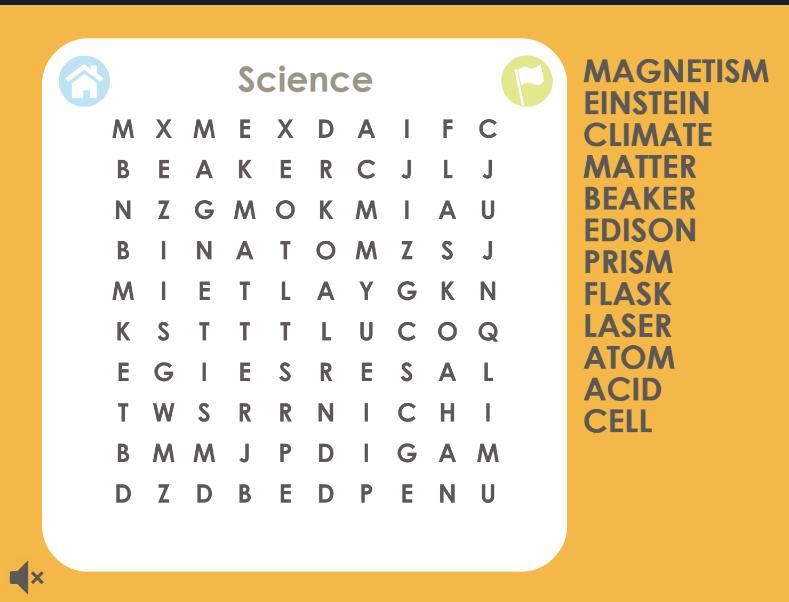 Science
M X M E X D A I F C
B E A K E R C J L J
N Z G M O K M I A U
B I N A T O M Z S J
M I E T L A Y G K N
K S T T T L U C O Q
E G I E S R E S A L
T W S R R N I C H I
B M M J P D I G A M
D Z D B E D P E N U
MAGNETISM
EINSTEIN
CLIMATE
MATTER
BEAKER
EDISON
PRISM
FLASK
LASER
ATOM
ACID
CELL